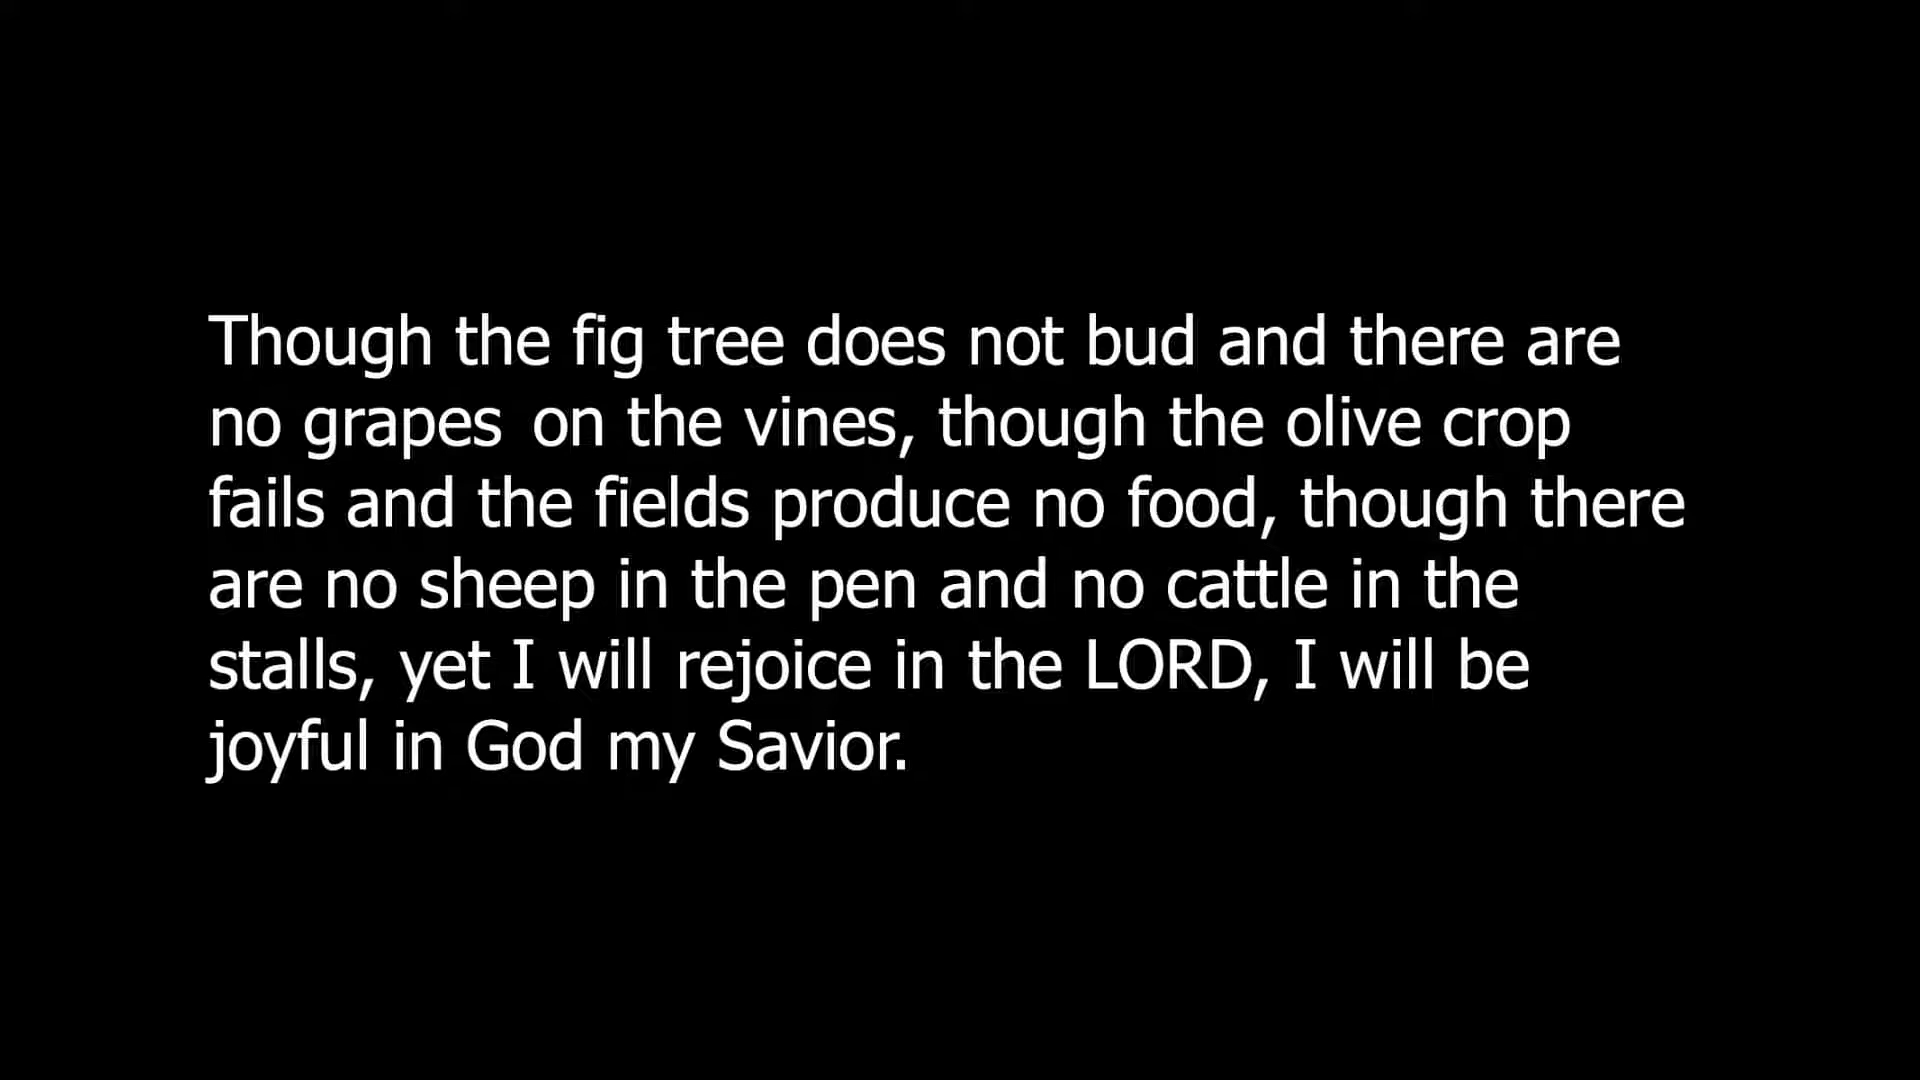 Though the fig tree does not bud and there are
no grapes on the vines, though the olive crop
fails and the fields produce no food, though there
are no sheep in the pen and no cattle in the
stalls, yet I will rejoice in the LORD, I will be
joyful in God my Savior.